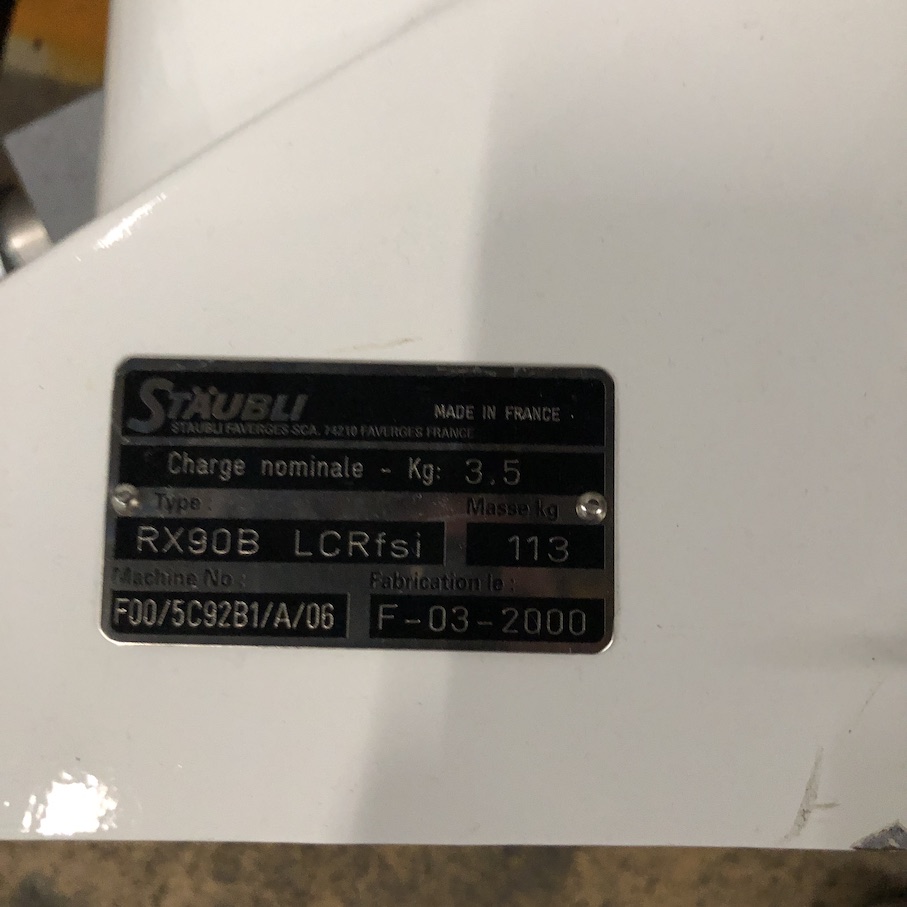 STÄUBLI
MADE IN FRANCE
STAUBLI FAVERGES SCA. 74210 FAVERGES FRANCE
Charge nominale - Kg: 3.5
Type : Masse kg
RX90B LCRfsi 113
Machine No : Fabrication le :
F00/5C92B1/A/06 F-03-2000